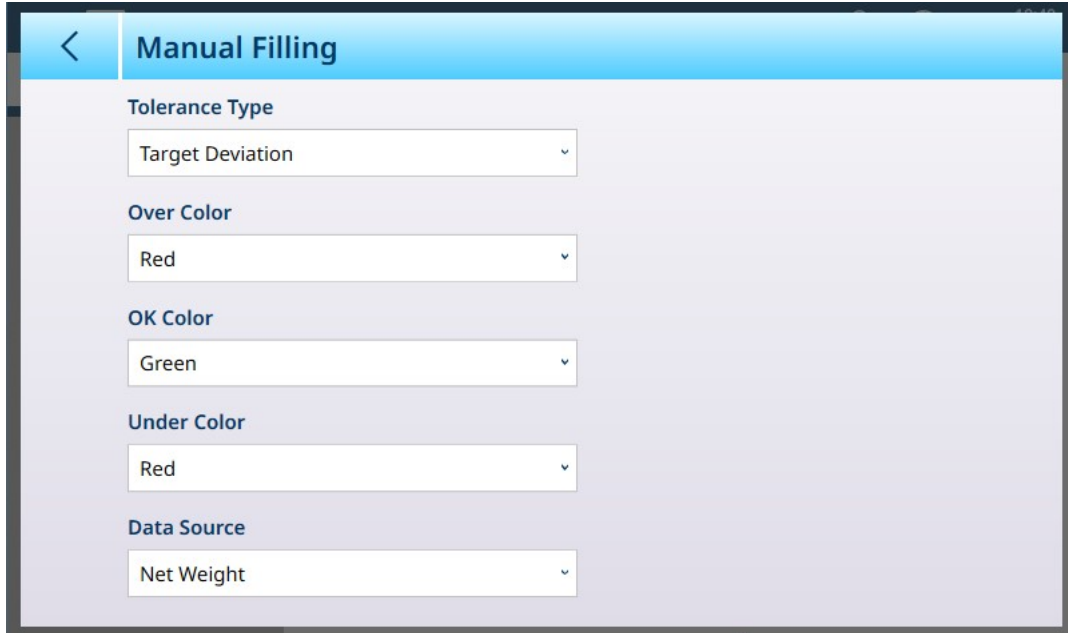 Manual Filling
Tolerance Type
Target Deviation
Over Color
Red
OK Color
Green
Under Color
Red
Data Source
Net Weight